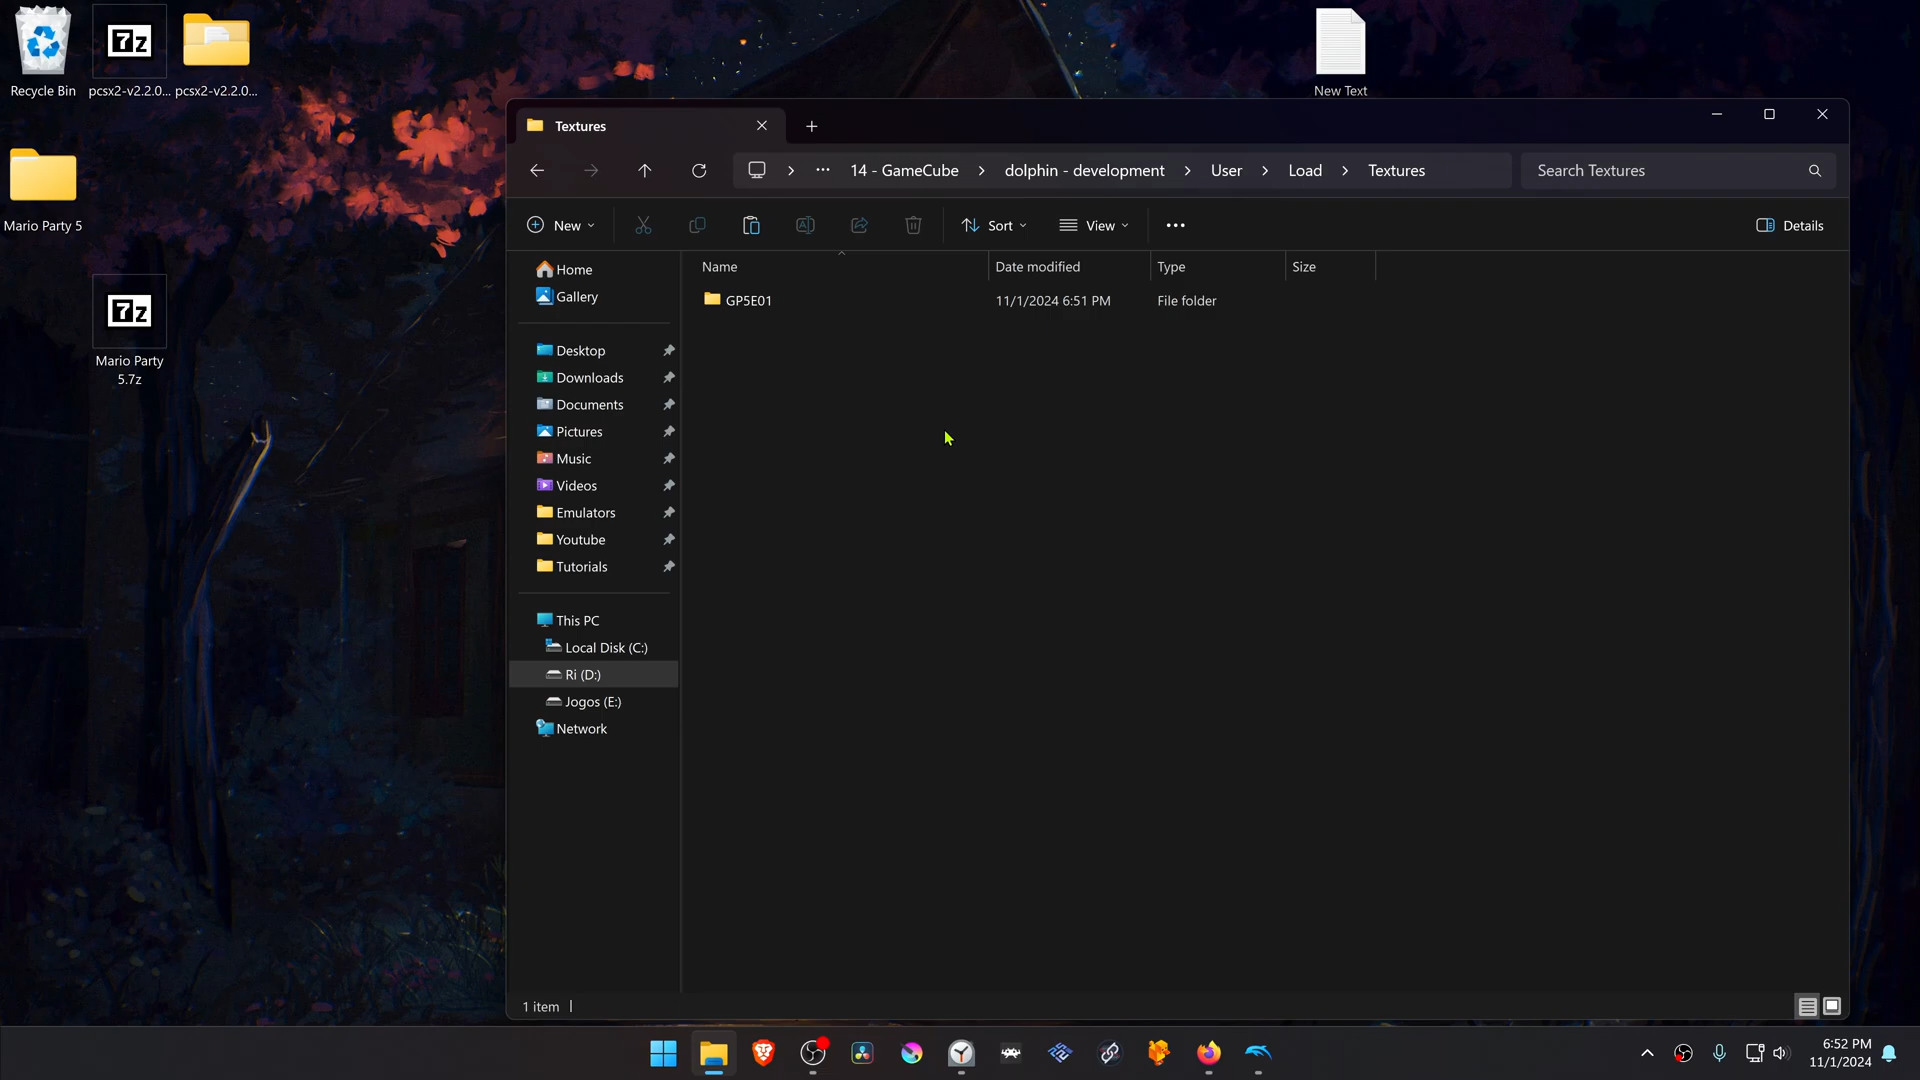 Recycle Bin
pcsx2-v2.2.0...
pcsx2-v2.2.0...
New Text
Mario Party 5
Mario Party
5.7z
Textures
14 - GameCube
dolphin - development
User
Load
Textures
Search Textures
New
Sort
View
Details
Name
Date modified
Type
Size
GP5E01
11/1/2024 6:51 PM
File folder
Home
Gallery
Desktop
Downloads
Documents
Pictures
Music
Videos
Emulators
Youtube
Tutorials
This PC
Local Disk (C:)
Ri (D:)
Jogos (E:)
Network
1 item
6:52 PM
11/1/2024